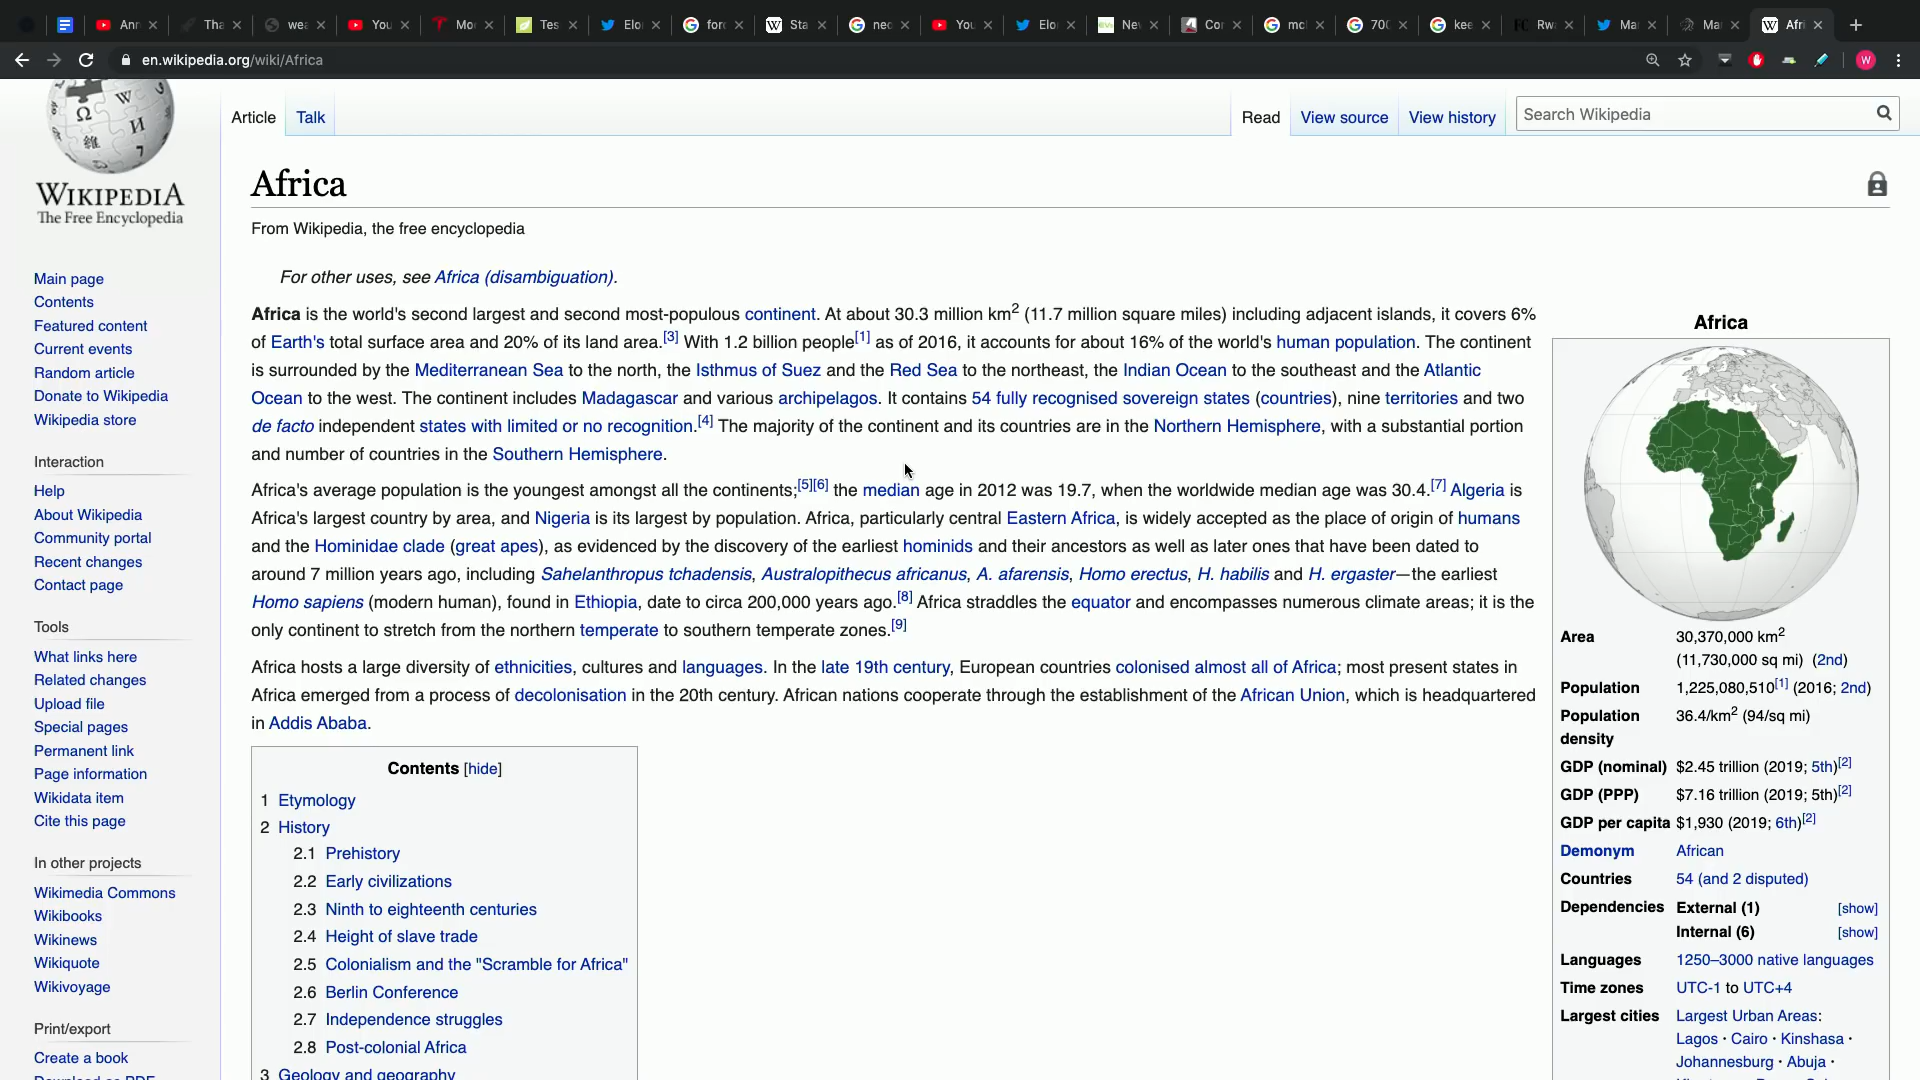 Ann
Tha
wea
You
Mo
Tes
Elo
for
Sta
neo
You
Elo
Nev
Cor
mcl
700
kee
Rw
Mar
Mar
Afri
en.wikipedia.org/wiki/Africa
W
WIKIPEDIA
The Free Encyclopedia
Article
Talk
Read
View source
View history
Search Wikipedia
Africa
From Wikipedia, the free encyclopedia
For other uses, see Africa (disambiguation).
Africa is the world's second largest and second most-populous continent. At about 30.3 million km2 (11.7 million square miles) including adjacent islands, it covers 6%
of Earth's total surface area and 20% of its land area.[3] With 1.2 billion people[1] as of 2016, it accounts for about 16% of the world's human population. The continent
is surrounded by the Mediterranean Sea to the north, the Isthmus of Suez and the Red Sea to the northeast, the Indian Ocean to the southeast and the Atlantic
Ocean to the west. The continent includes Madagascar and various archipelagos. It contains 54 fully recognised sovereign states (countries), nine territories and two
de facto independent states with limited or no recognition.[4] The majority of the continent and its countries are in the Northern Hemisphere, with a substantial portion
and number of countries in the Southern Hemisphere.
Africa's average population is the youngest amongst all the continents;[5][6] the median age in 2012 was 19.7, when the worldwide median age was 30.4.[7] Algeria is
Africa's largest country by area, and Nigeria is its largest by population. Africa, particularly central Eastern Africa, is widely accepted as the place of origin of humans
and the Hominidae clade (great apes), as evidenced by the discovery of the earliest hominids and their ancestors as well as later ones that have been dated to
around 7 million years ago, including Sahelanthropus tchadensis, Australopithecus africanus, A. afarensis, Homo erectus, H. habilis and H. ergaster—the earliest
Homo sapiens (modern human), found in Ethiopia, date to circa 200,000 years ago.[8] Africa straddles the equator and encompasses numerous climate areas; it is the
only continent to stretch from the northern temperate to southern temperate zones.[9]
Africa hosts a large diversity of ethnicities, cultures and languages. In the late 19th century, European countries colonised almost all of Africa; most present states in
Africa emerged from a process of decolonisation in the 20th century. African nations cooperate through the establishment of the African Union, which is headquartered
in Addis Ababa.
Contents [hide]
1 Etymology
2 History
2.1 Prehistory
2.2 Early civilizations
2.3 Ninth to eighteenth centuries
2.4 Height of slave trade
2.5 Colonialism and the "Scramble for Africa"
2.6 Berlin Conference
2.7 Independence struggles
2.8 Post-colonial Africa
3 Geology and geography
Main page
Contents
Featured content
Current events
Random article
Donate to Wikipedia
Wikipedia store
Interaction
Help
About Wikipedia
Community portal
Recent changes
Contact page
Tools
What links here
Related changes
Upload file
Special pages
Permanent link
Page information
Wikidata item
Cite this page
In other projects
Wikimedia Commons
Wikibooks
Wikinews
Wikiquote
Wikivoyage
Print/export
Create a book
Download as PDF
Africa
Area 30,370,000 km2
(11,730,000 sq mi) (2nd)
Population 1,225,080,510[1] (2016; 2nd)
Population 36.4/km2 (94/sq mi)
density
GDP (nominal) $2.45 trillion (2019; 5th)[2]
GDP (PPP) $7.16 trillion (2019; 5th)[2]
GDP per capita $1,930 (2019; 6th)[2]
Demonym African
Countries 54 (and 2 disputed)
Dependencies External (1) [show]
Internal (6) [show]
Languages 1250–3000 native languages
Time zones UTC-1 to UTC+4
Largest cities Largest Urban Areas:
Lagos · Cairo · Kinshasa ·
Johannesburg · Abuja ·